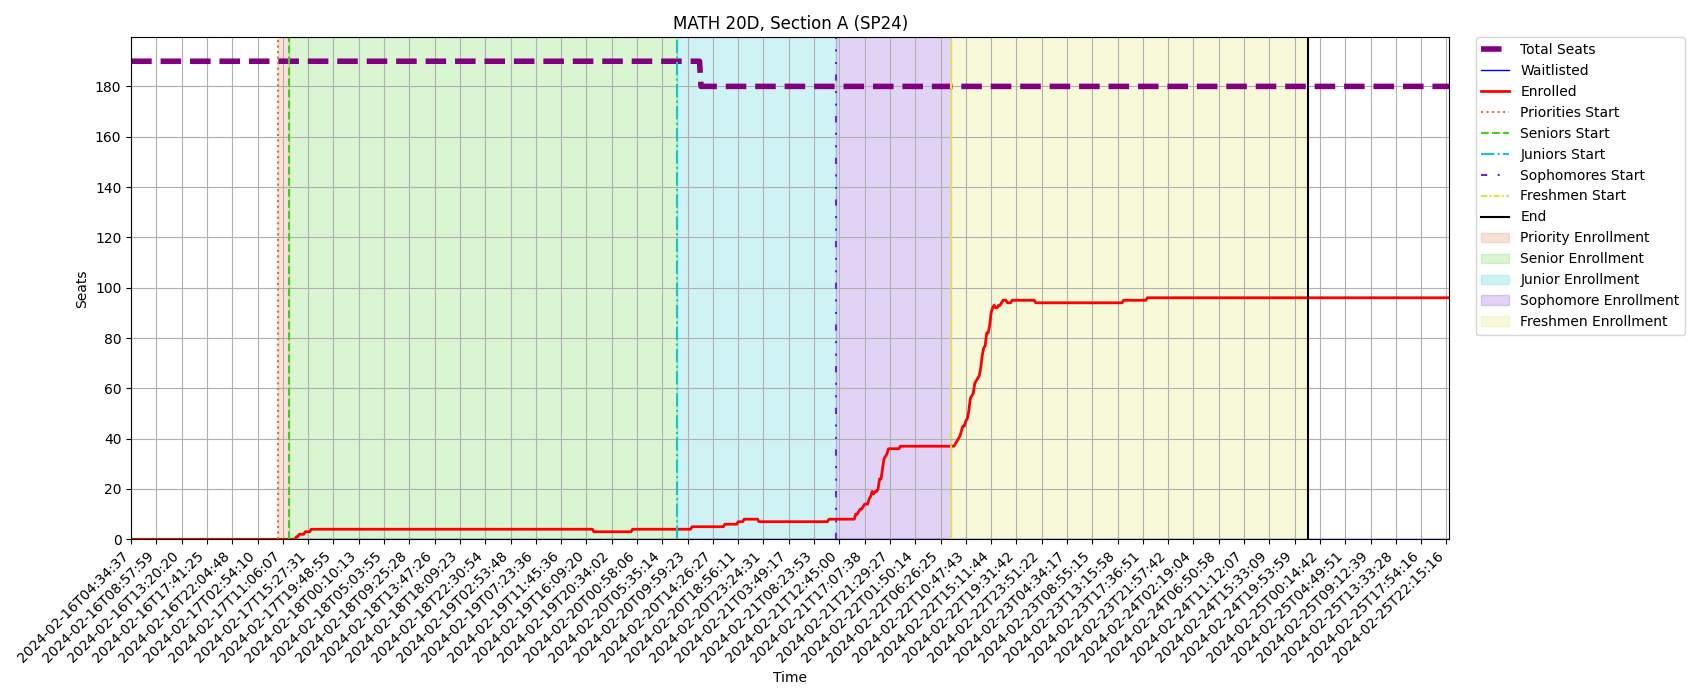 MATH 20D, Section A (SP24)
Total Seats
Waitlisted
Enrolled
Priorities Start
Seniors Start
Juniors Start
Sophomores Start
Freshmen Start
End
Priority Enrollment
Senior Enrollment
Junior Enrollment
Sophomore Enrollment
Freshmen Enrollment
Seats
180
160
140
120
100
80
60
40
20
0
2024-02-16T04:34:37
2024-02-16T08:57:59
2024-02-16T13:20:20
2024-02-16T17:41:25
2024-02-16T22:04:48
2024-02-17T02:54:10
2024-02-17T11:06:07
2024-02-17T15:27:31
2024-02-17T19:48:55
2024-02-18T00:10:13
2024-02-18T05:03:55
2024-02-18T09:25:28
2024-02-18T13:47:26
2024-02-18T18:09:23
2024-02-18T22:30:54
2024-02-19T02:53:48
2024-02-19T07:23:36
2024-02-19T11:45:36
2024-02-19T16:09:20
2024-02-19T20:34:02
2024-02-20T00:58:06
2024-02-20T05:35:14
2024-02-20T09:59:23
2024-02-20T14:26:27
2024-02-20T18:56:11
2024-02-20T23:24:31
2024-02-21T03:49:17
2024-02-21T08:23:53
2024-02-21T12:45:00
2024-02-21T17:07:38
2024-02-21T21:29:27
2024-02-22T01:50:14
2024-02-22T06:26:25
2024-02-22T10:47:43
2024-02-22T15:11:44
2024-02-22T19:31:42
2024-02-22T23:51:22
2024-02-23T04:34:17
2024-02-23T08:55:15
2024-02-23T13:15:58
2024-02-23T17:36:51
2024-02-23T21:57:42
2024-02-24T02:19:04
2024-02-24T06:50:58
2024-02-24T11:12:07
2024-02-24T15:33:09
2024-02-24T19:53:59
2024-02-25T00:14:42
2024-02-25T04:49:51
2024-02-25T09:12:39
2024-02-25T13:33:28
2024-02-25T17:54:16
2024-02-25T22:15:16
Time